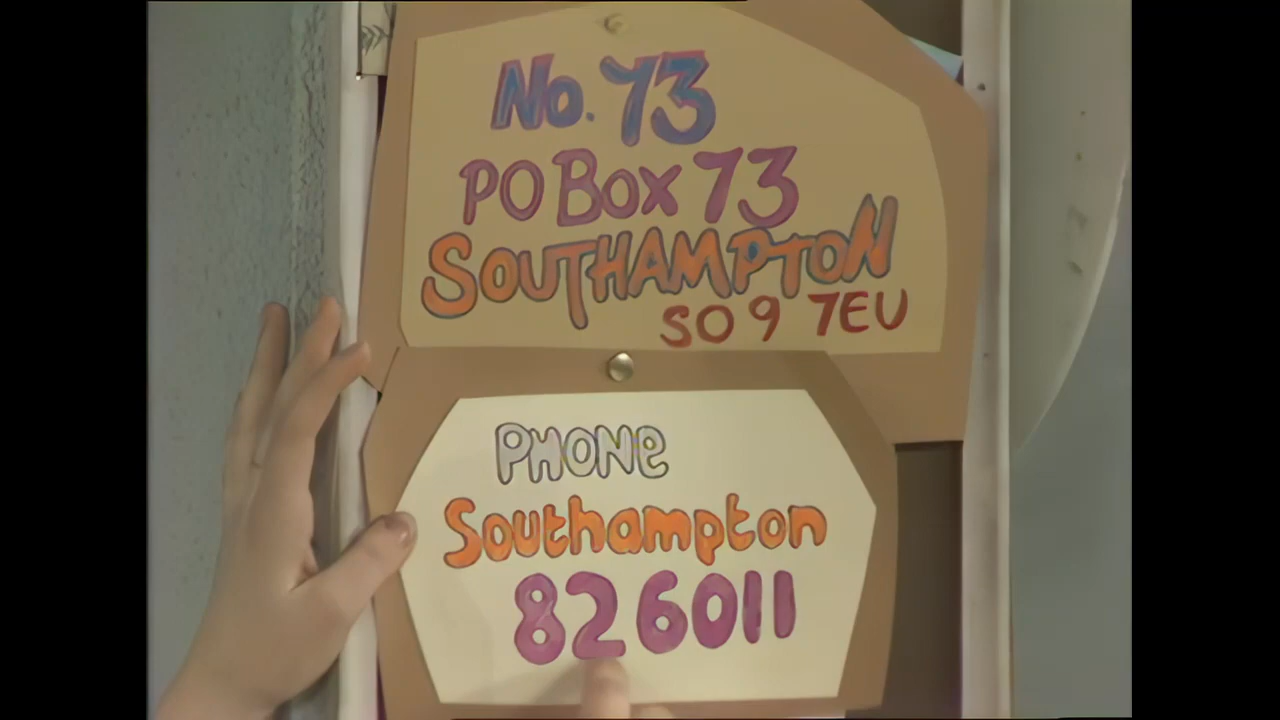 No. 73
PO Box 73
SOUTHAMPTON
SO9 7EU
PHONE
Southampton
826011